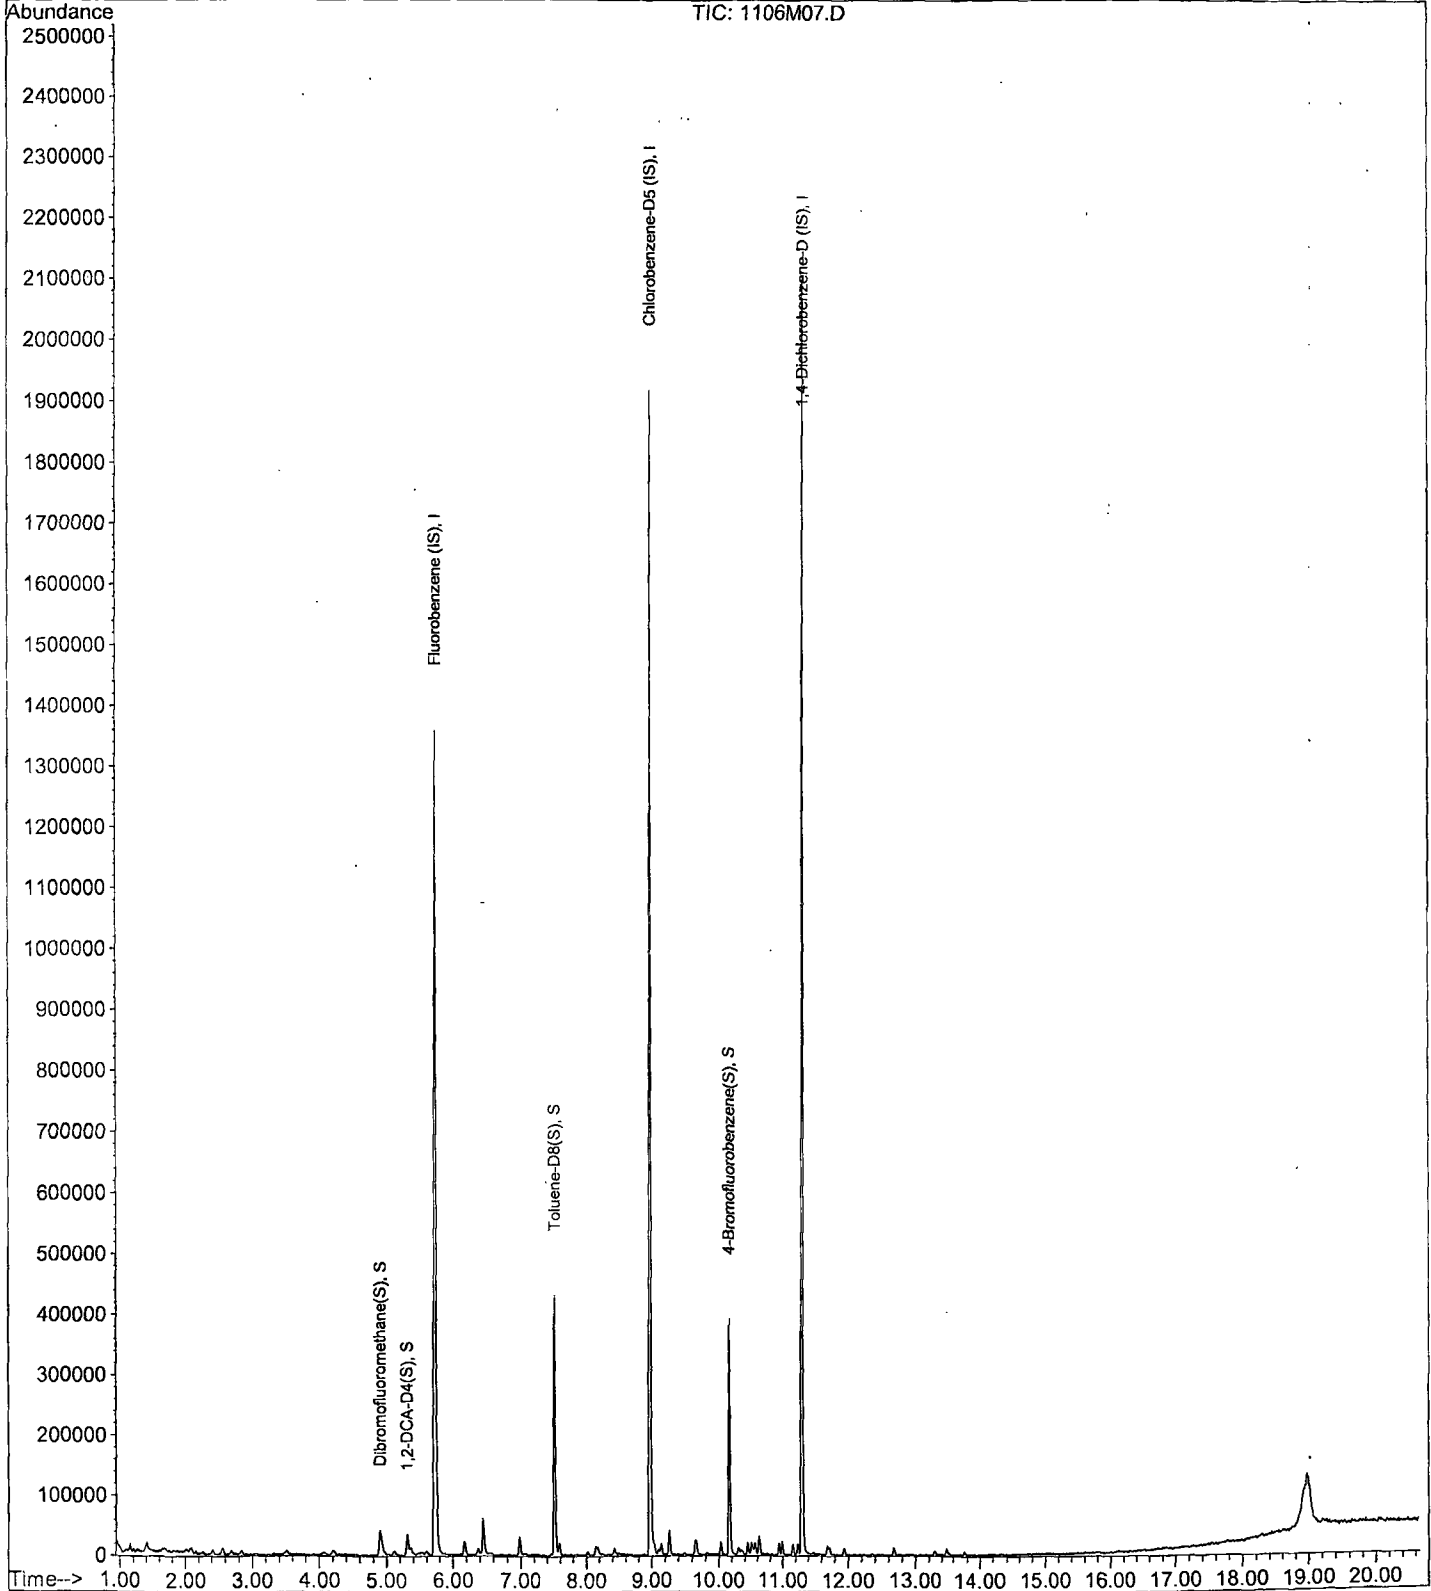 Abundance
TIC: 1106M07.D
2500000
2400000
2300000
2200000
2100000
2000000
1900000
1800000
1700000
1600000
1500000
1400000
1300000
1200000
1100000
1000000
900000
800000
700000
600000
500000
400000
300000
200000
100000
0
Dibromofluoromethane(S), S
1,2-DCA-D4(S), S
Fluorobenzene (IS), I
Toluene-D8(S), S
Chlorobenzene-D5 (IS), I
4-Bromofluorobenzene(S), S
1,4-Dichlorobenzene-D (IS), I
Time--> 1.00 2.00 3.00 4.00 5.00 6.00 7.00 8.00 9.00 10.00 11.00 12.00 13.00 14.00 15.00 16.00 17.00 18.00 19.00 20.00